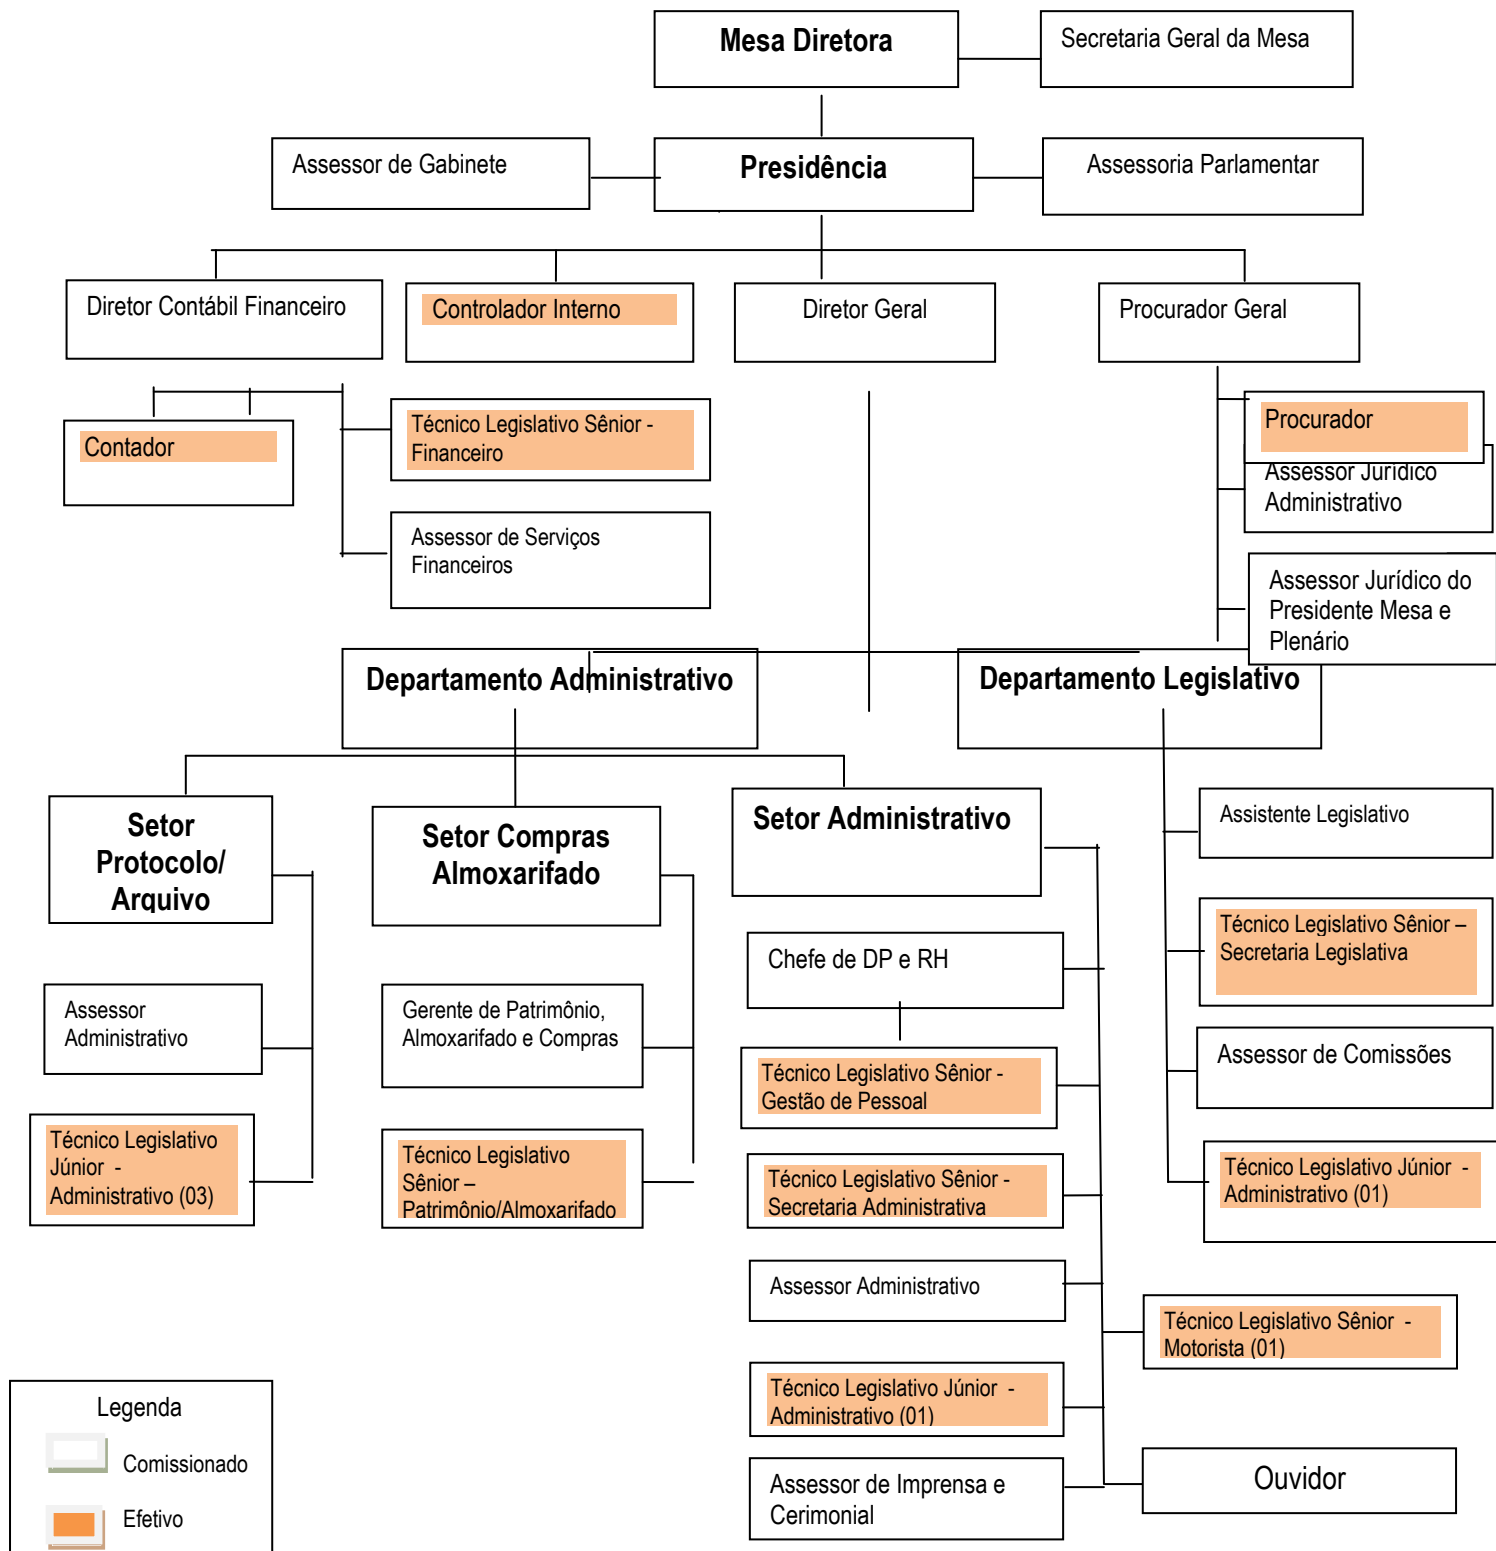 Mesa Diretora
Secretaria Geral da Mesa
Assessor de Gabinete
Presidência
Assessoria Parlamentar
Diretor Contábil Financeiro
Controlador Interno
Diretor Geral
Procurador Geral
Contador
Técnico Legislativo Sênior -
Financeiro
Procurador
Assessor Jurídico
Administrativo
Assessor de Serviços
Financeiros
Assessor Jurídico do
Presidente Mesa e
Plenário
Departamento Administrativo
Departamento Legislativo
Setor
Protocolo/
Arquivo
Setor Compras
Almoxarifado
Setor Administrativo
Assistente Legislativo
Técnico Legislativo Sênior –
Secretaria Legislativa
Chefe de DP e RH
Assessor
Administrativo
Gerente de Patrimônio,
Almoxarifado e Compras
Assessor de Comissões
Técnico Legislativo Sênior -
Gestão de Pessoal
Técnico Legislativo
Júnior -
Administrativo (03)
Técnico Legislativo
Sênior –
Patrimônio/Almoxarifado
Técnico Legislativo Sênior -
Secretaria Administrativa
Técnico Legislativo Júnior -
Administrativo (01)
Assessor Administrativo
Técnico Legislativo Sênior -
Motorista (01)
Técnico Legislativo Júnior -
Administrativo (01)
Assessor de Imprensa e
Cerimonial
Ouvidor
Legenda
Comissionado
Efetivo